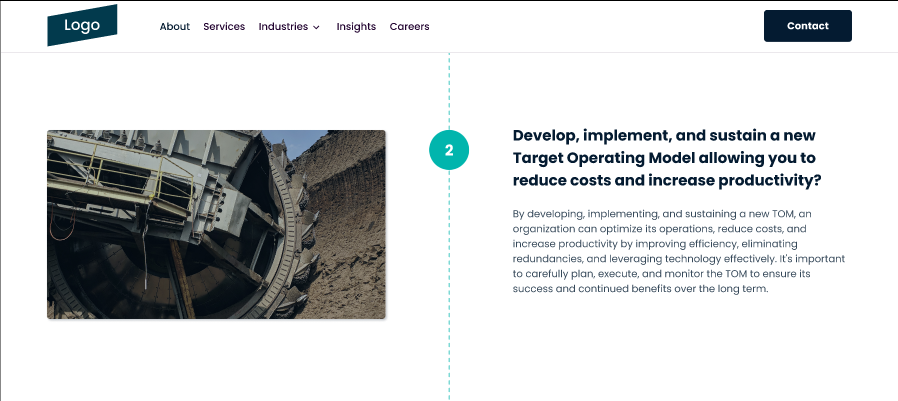 Logo
About Services Industries Insights Careers
Contact
2
Develop, implement, and sustain a new
Target Operating Model allowing you to
reduce costs and increase productivity?
By developing, implementing, and sustaining a new TOM, an
organization can optimize its operations, reduce costs, and
increase productivity by improving efficiency, eliminating
redundancies, and leveraging technology effectively. It's important
to carefully plan, execute, and monitor the TOM to ensure its
success and continued benefits over the long term.